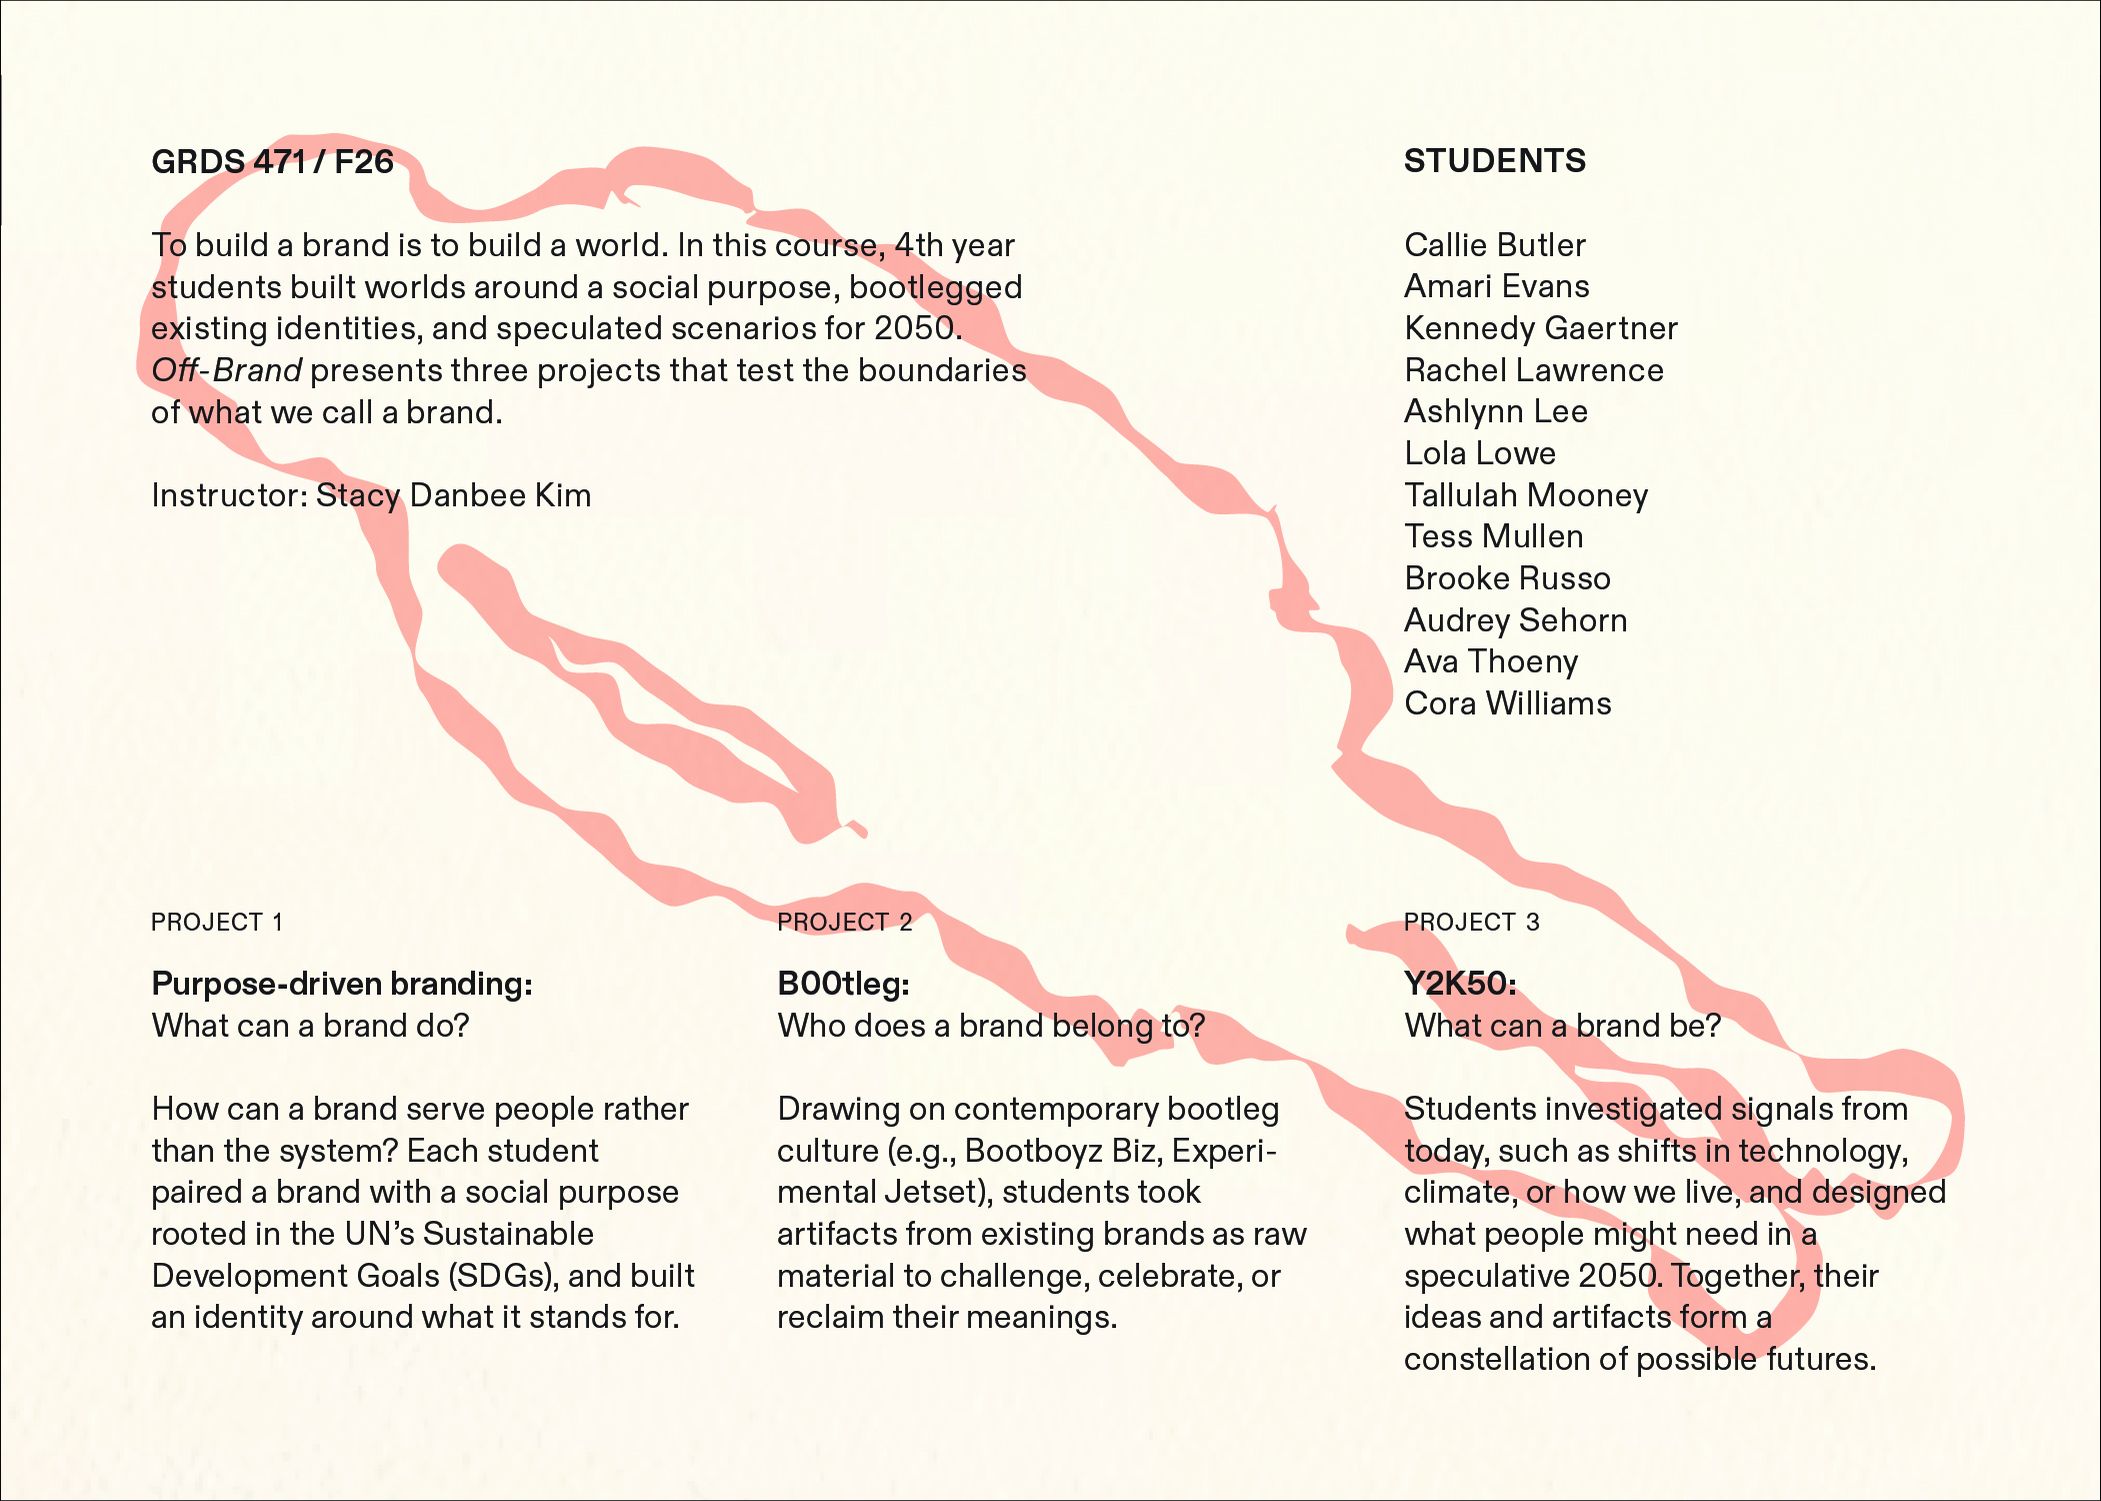 GRDS 471 / F26
To build a brand is to build a world. In this course, 4th year
students built worlds around a social purpose, bootlegged
existing identities, and speculated scenarios for 2050.
Off-Brand presents three projects that test the boundaries
of what we call a brand.
Instructor: Stacy Danbee Kim
STUDENTS
Callie Butler
Amari Evans
Kennedy Gaertner
Rachel Lawrence
Ashlynn Lee
Lola Lowe
Tallulah Mooney
Tess Mullen
Brooke Russo
Audrey Sehorn
Ava Thoeny
Cora Williams
PROJECT 1
Purpose-driven branding:
What can a brand do?
How can a brand serve people rather
than the system? Each student
paired a brand with a social purpose
rooted in the UN’s Sustainable
Development Goals (SDGs), and built
an identity around what it stands for.
PROJECT 2
B00tleg:
Who does a brand belong to?
Drawing on contemporary bootleg
culture (e.g., Bootboyz Biz, Experi-
mental Jetset), students took
artifacts from existing brands as raw
material to challenge, celebrate, or
reclaim their meanings.
PROJECT 3
Y2K50:
What can a brand be?
Students investigated signals from
today, such as shifts in technology,
climate, or how we live, and designed
what people might need in a
speculative 2050. Together, their
ideas and artifacts form a
constellation of possible futures.